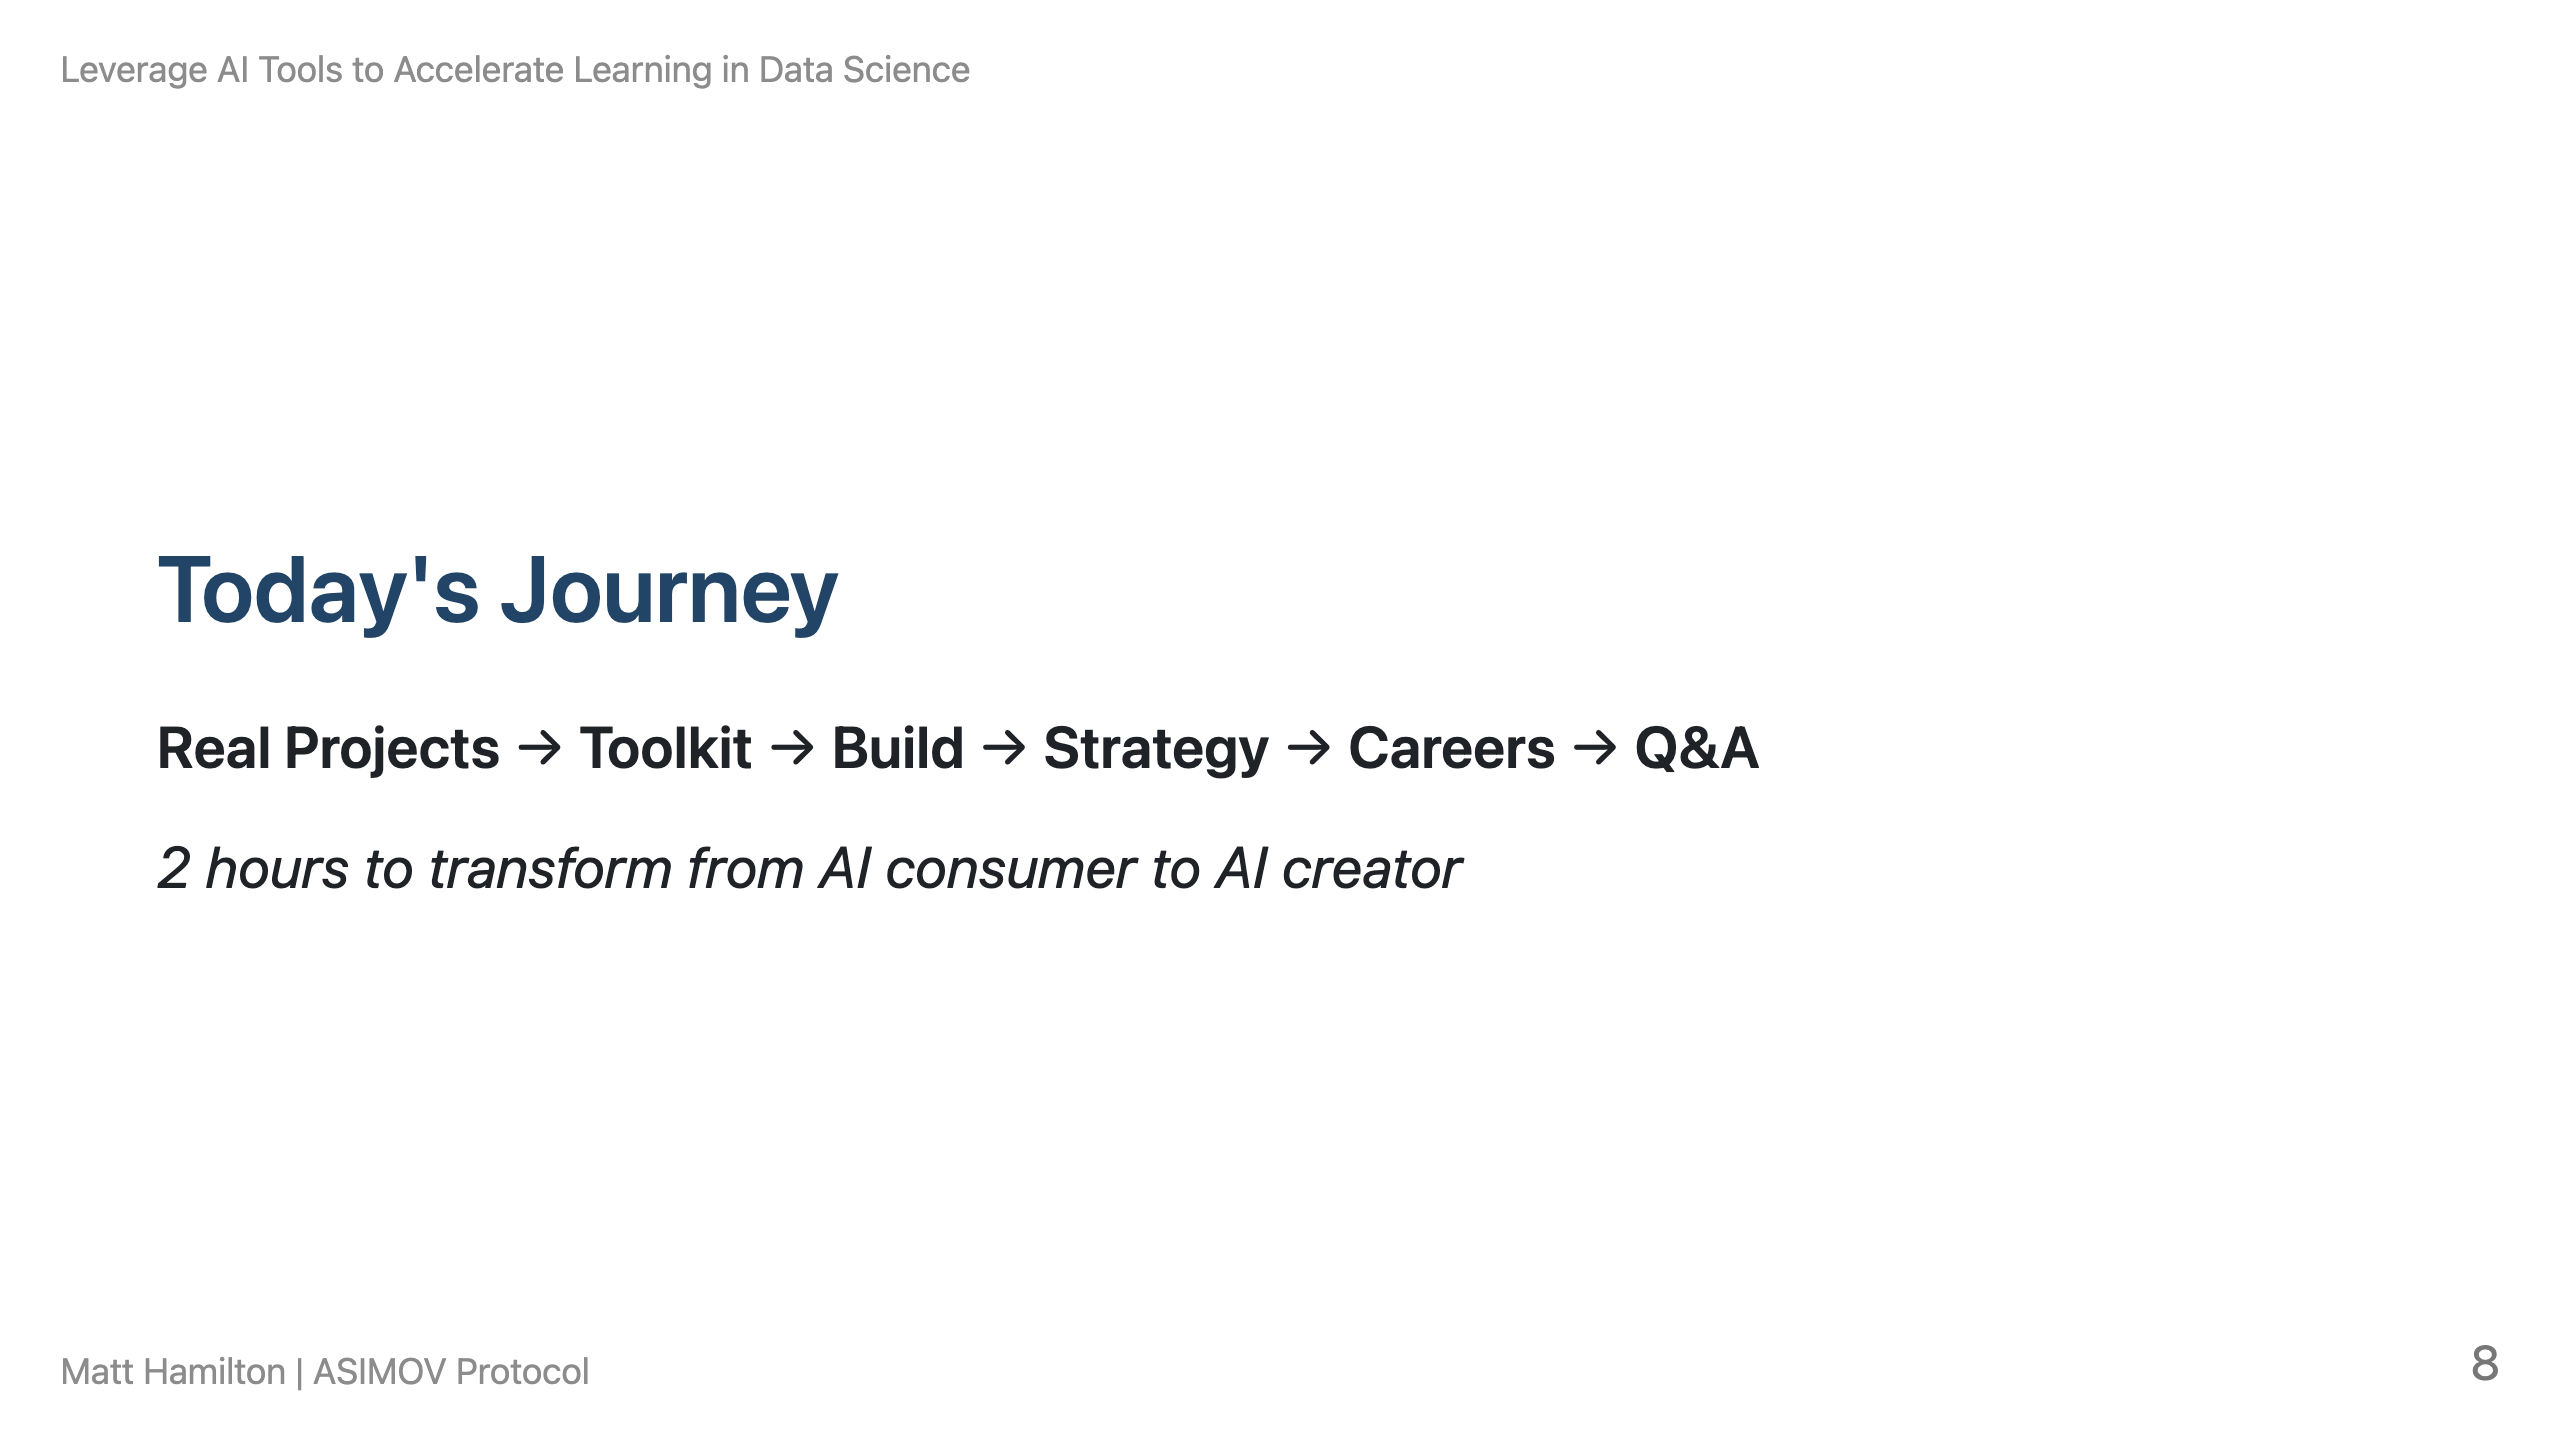 Leverage AI Tools to Accelerate Learning in Data Science
Today's Journey
Real Projects → Toolkit → Build → Strategy → Careers → Q&A
2 hours to transform from AI consumer to AI creator
Matt Hamilton | ASIMOV Protocol
8